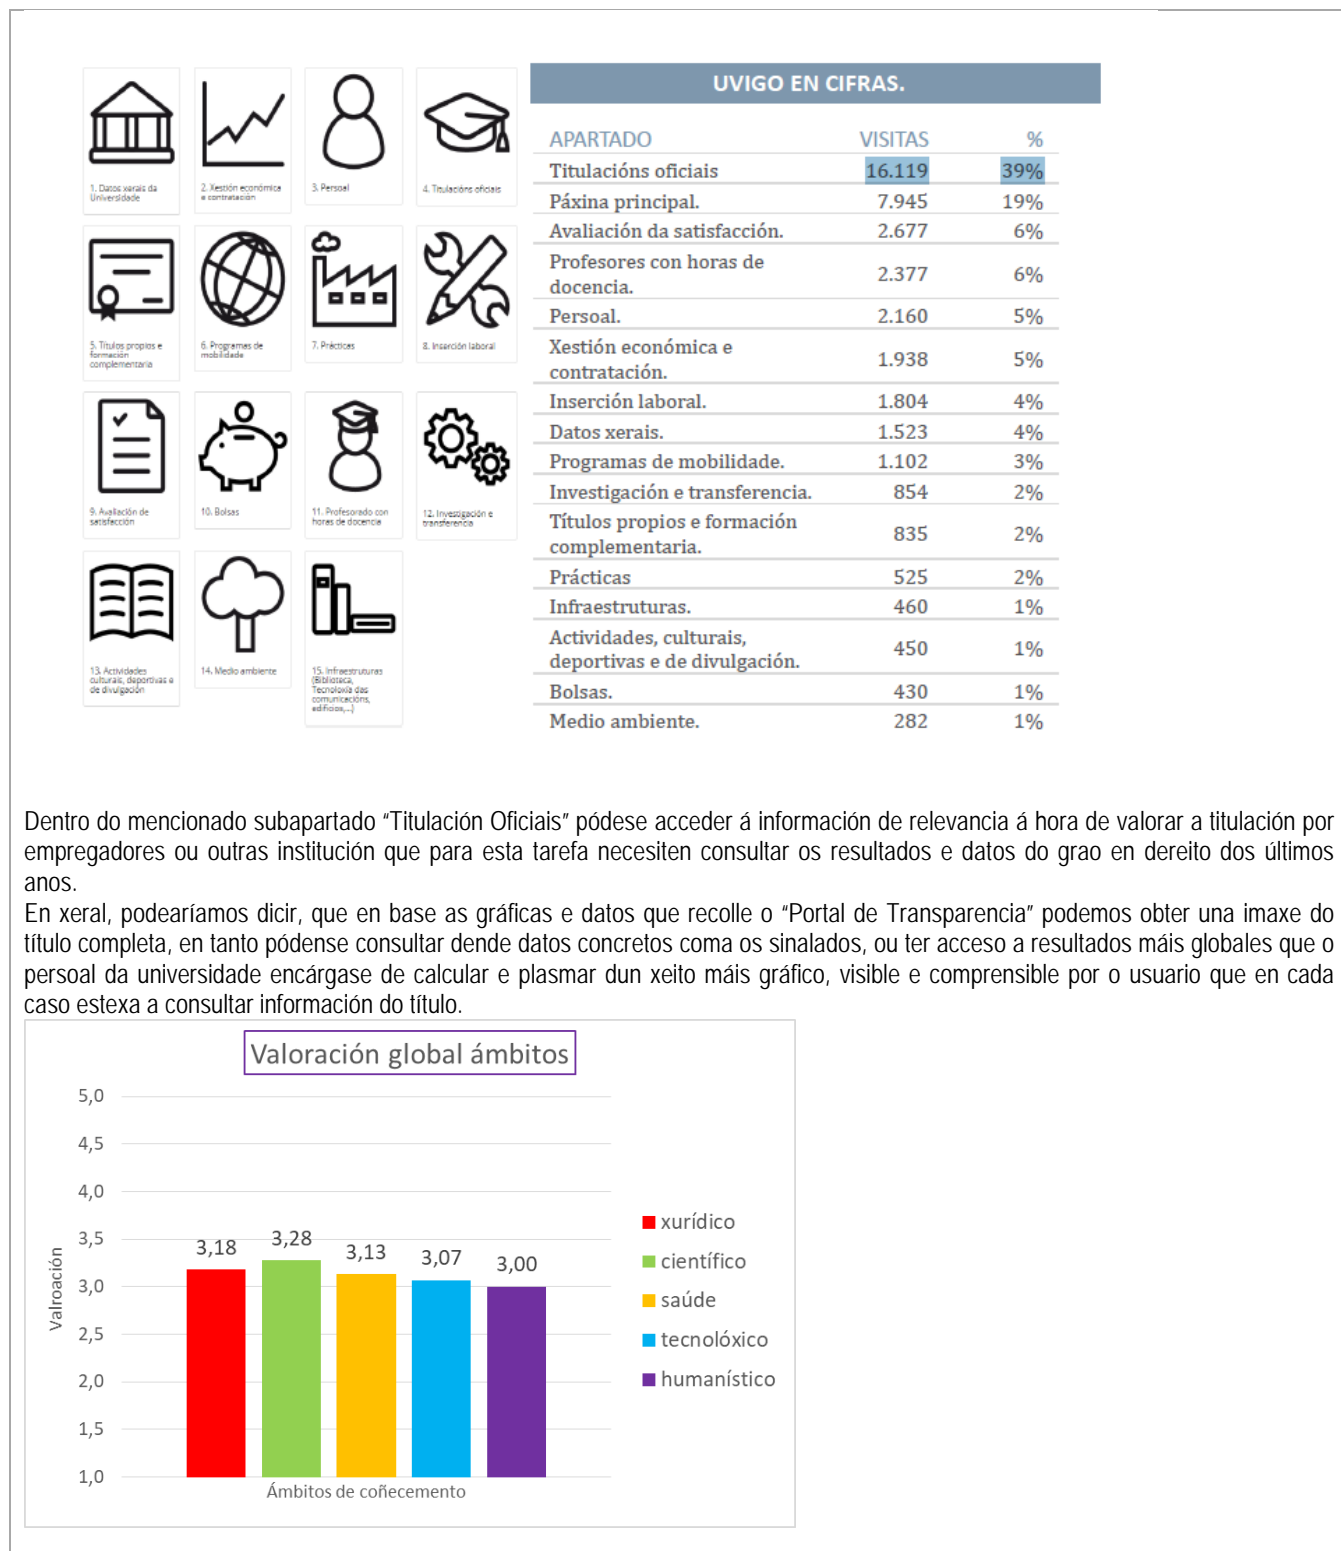 1. Datos xerais da
Universidade
2. Xestión económica
e contratación
3. Persoal
4. Titulacións oficiais
5. Títulos propios e
formación
complementaria
6. Programas de
mobilidade
7. Prácticas
8. Inserción laboral
9. Avaliación de
satisfacción
10. Bolsas
11. Profesorado con
horas de docencia
12. Investigación e
transferencia
13. Actividades
culturais, deportivas e
de divulgación
14. Medio ambiente
15. Infraestruturas
(Biblioteca,
Tecnoloxía das
comunicacións,
edificios,...)
UVIGO EN CIFRAS.
APARTADO VISITAS %
Titulacións oficiais 16.119 39%
Páxina principal. 7.945 19%
Avaliación da satisfacción. 2.677 6%
Profesores con horas de
docencia. 2.377 6%
Persoal. 2.160 5%
Xestión económica e
contratación. 1.938 5%
Inserción laboral. 1.804 4%
Datos xerais. 1.523 4%
Programas de mobilidade. 1.102 3%
Investigación e transferencia. 854 2%
Títulos propios e formación
complementaria. 835 2%
Prácticas 525 2%
Infraestruturas. 460 1%
Actividades, culturais,
deportivas e de divulgación. 450 1%
Bolsas. 430 1%
Medio ambiente. 282 1%
Dentro do mencionado subapartado “Titulación Oficiais” pódese acceder á información de relevancia á hora de valorar a titulación por
empregadores ou outras institución que para esta tarefa necesiten consultar os resultados e datos do grao en dereito dos últimos
anos.
En xeral, podearíamos dicir, que en base as gráficas e datos que recolle o “Portal de Transparencia” podemos obter una imaxe do
título completa, en tanto pódense consultar dende datos concretos coma os sinalados, ou ter acceso a resultados máis globales que o
persoal da universidade encárgase de calcular e plasmar dun xeito máis gráfico, visible e comprensible por o usuario que en cada
caso estexa a consultar información do título.
Valoración global ámbitos
5,0
4,5
4,0
3,5
3,0
2,5
2,0
1,5
1,0
Valroación
3,18
3,28
3,13
3,07
3,00
Ámbitos de coñecemento
xurídico
científico
saúde
tecnolóxico
humanístico